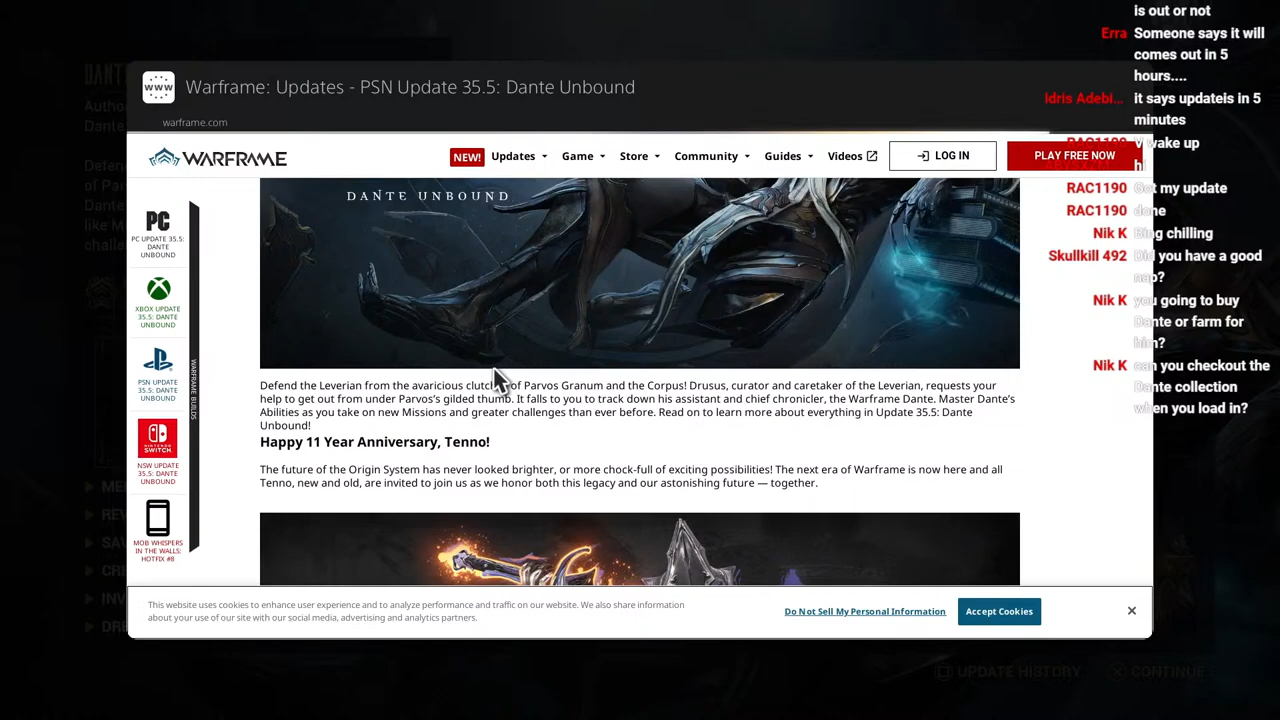 Warframe: Updates - PSN Update 35.5: Dante Unbound
warframe.com
WARFRAME
NEW!
Updates
Game
Store
Community
Guides
Videos
LOG IN
PLAY FREE NOW
PC
PC UPDATE 35.5:
DANTE
UNBOUND
XBOX UPDATE
35.5: DANTE
UNBOUND
PSN UPDATE
35.5: DANTE
UNBOUND
NINTENDO
SWITCH
NSW UPDATE
35.5: DANTE
UNBOUND
MOB WHISPERS
IN THE WALLS:
HOTFIX #8
WARFRAME BUILDS
DANTE UNBOUND
Defend the Leverian from the avaricious clutches of Parvos Granum and the Corpus! Drusus, curator and caretaker of the Leverian, requests your
help to get out from under Parvos's gilded thumb. It falls to you to track down his assistant and chief chronicler, the Warframe Dante. Master Dante's
Abilities as you take on new Missions and greater challenges than ever before. Read on to learn more about everything in Update 35.5: Dante
Unbound!
Happy 11 Year Anniversary, Tenno!
The future of the Origin System has never looked brighter, or more chock-full of exciting possibilities! The next era of Warframe is now here and all
Tenno, new and old, are invited to join us as we honor both this legacy and our astonishing future — together.
This website uses cookies to enhance user experience and to analyze performance and traffic on our website. We also share information
about your use of our site with our social media, advertising and analytics partners.
Do Not Sell My Personal Information
Accept Cookies
UPDATE HISTORY
CONTINUE
is out or not
Erra Someone says it will
comes out in 5
hours....
Idris Adebi... it says updateis in 5
minutes
RAC1190 V wake up
hi
RAC1190 Got my update
RAC1190 done
Nik K Bing chilling
Skullkill 492 Did you have a good
nap?
Nik K you going to buy
Dante or farm for
him?
Nik K can you checkout the
Dante collection
when you load in?